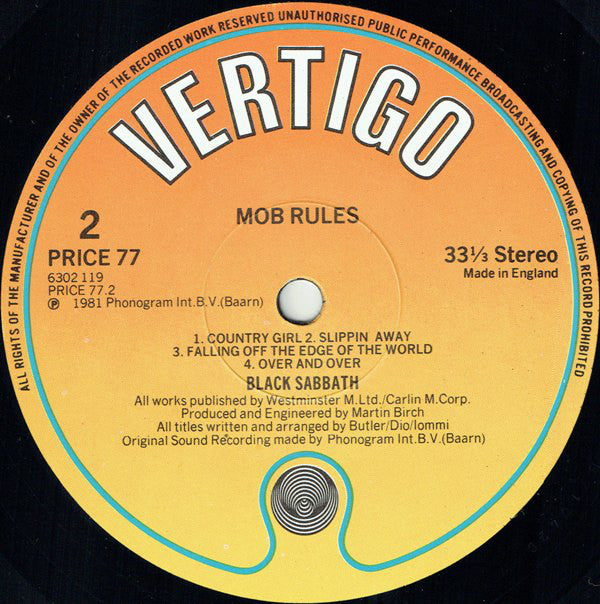 ALL RIGHTS OF THE MANUFACTURER AND OF THE OWNER OF THE RECORDED WORK RESERVED UNAUTHORISED PUBLIC PERFORMANCE BROADCASTING AND COPYING OF THIS RECORD PROHIBITED
VERTIGO
MOB RULES
2
PRICE 77
6302 119
PRICE 77.2
Ⓟ 1981 Phonogram Int.B.V.(Baarn)
33⅓ Stereo
Made in England
1. COUNTRY GIRL 2. SLIPPIN AWAY
3. FALLING OFF THE EDGE OF THE WORLD
4. OVER AND OVER
BLACK SABBATH
All works published by Westminster M.Ltd./Carlin M.Corp.
Produced and Engineered by Martin Birch
All titles written and arranged by Butler/Dio/Iommi
Original Sound Recording made by Phonogram Int.B.V.(Baarn)